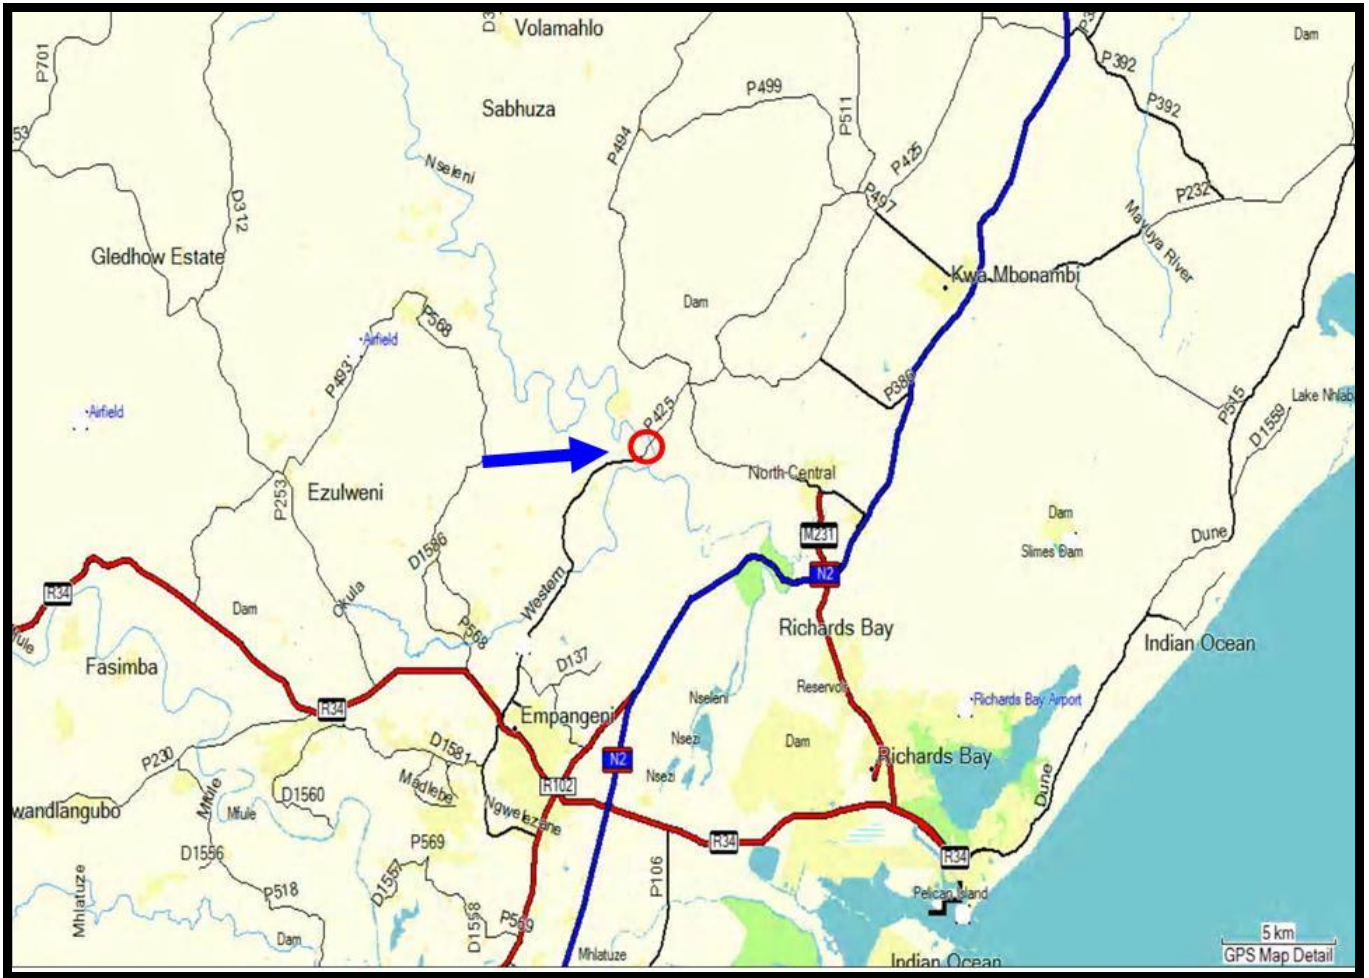 Volamahlo
Dam
P701
P392
P499
P392
Sabhuza
P511
53
P494
P425
Nseleni
P232
P497
D312
Mavuya River
Gledhow Estate
Kwa Mbonambi
Dam
P568
Airfield
P493
P386
Lake Nhlab
Airfield
P425
P515
D1559
North Central
Ezulweni
P253
Dam
M231
Dune
Slimes Dam
D1586
N2
R34
Western
Okula
Dam
Richards Bay
P568
Indian Ocean
Fasimba
D137
Reservoir
Nseleni
Richards Bay Airport
R34
Empangeni
Nsezi
Dam
D1581
P230
N2
Richards Bay
Nsezi
Madlebe
R102
Dune
D1560
Mfule
wandlangubo
Mfule
Ngwelezane
P569
R34
D1556
R34
P106
D1557
P518
Pelican Island
Mhlatuze
D1558
P569
5 km
Dam
Mhlatuze
GPS Map Detail
Indian Ocean